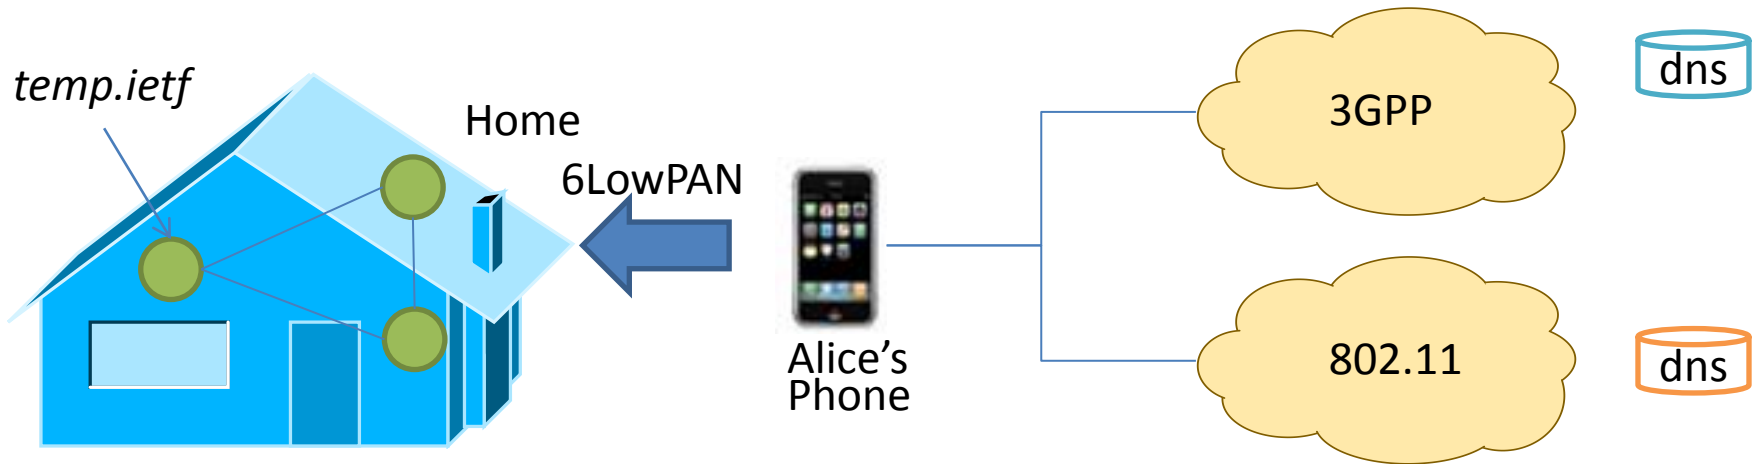 temp.ietf
Home
6LowPAN
Alice’s
Phone
3GPP
dns
802.11
dns